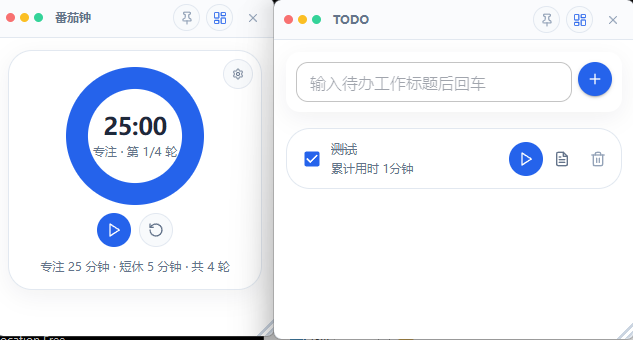 番茄钟
25:00
专注 · 第 1/4 轮
专注 25 分钟 · 短休 5 分钟 · 共 4 轮
TODO
输入待办工作标题后回车
测试
累计用时 1分钟